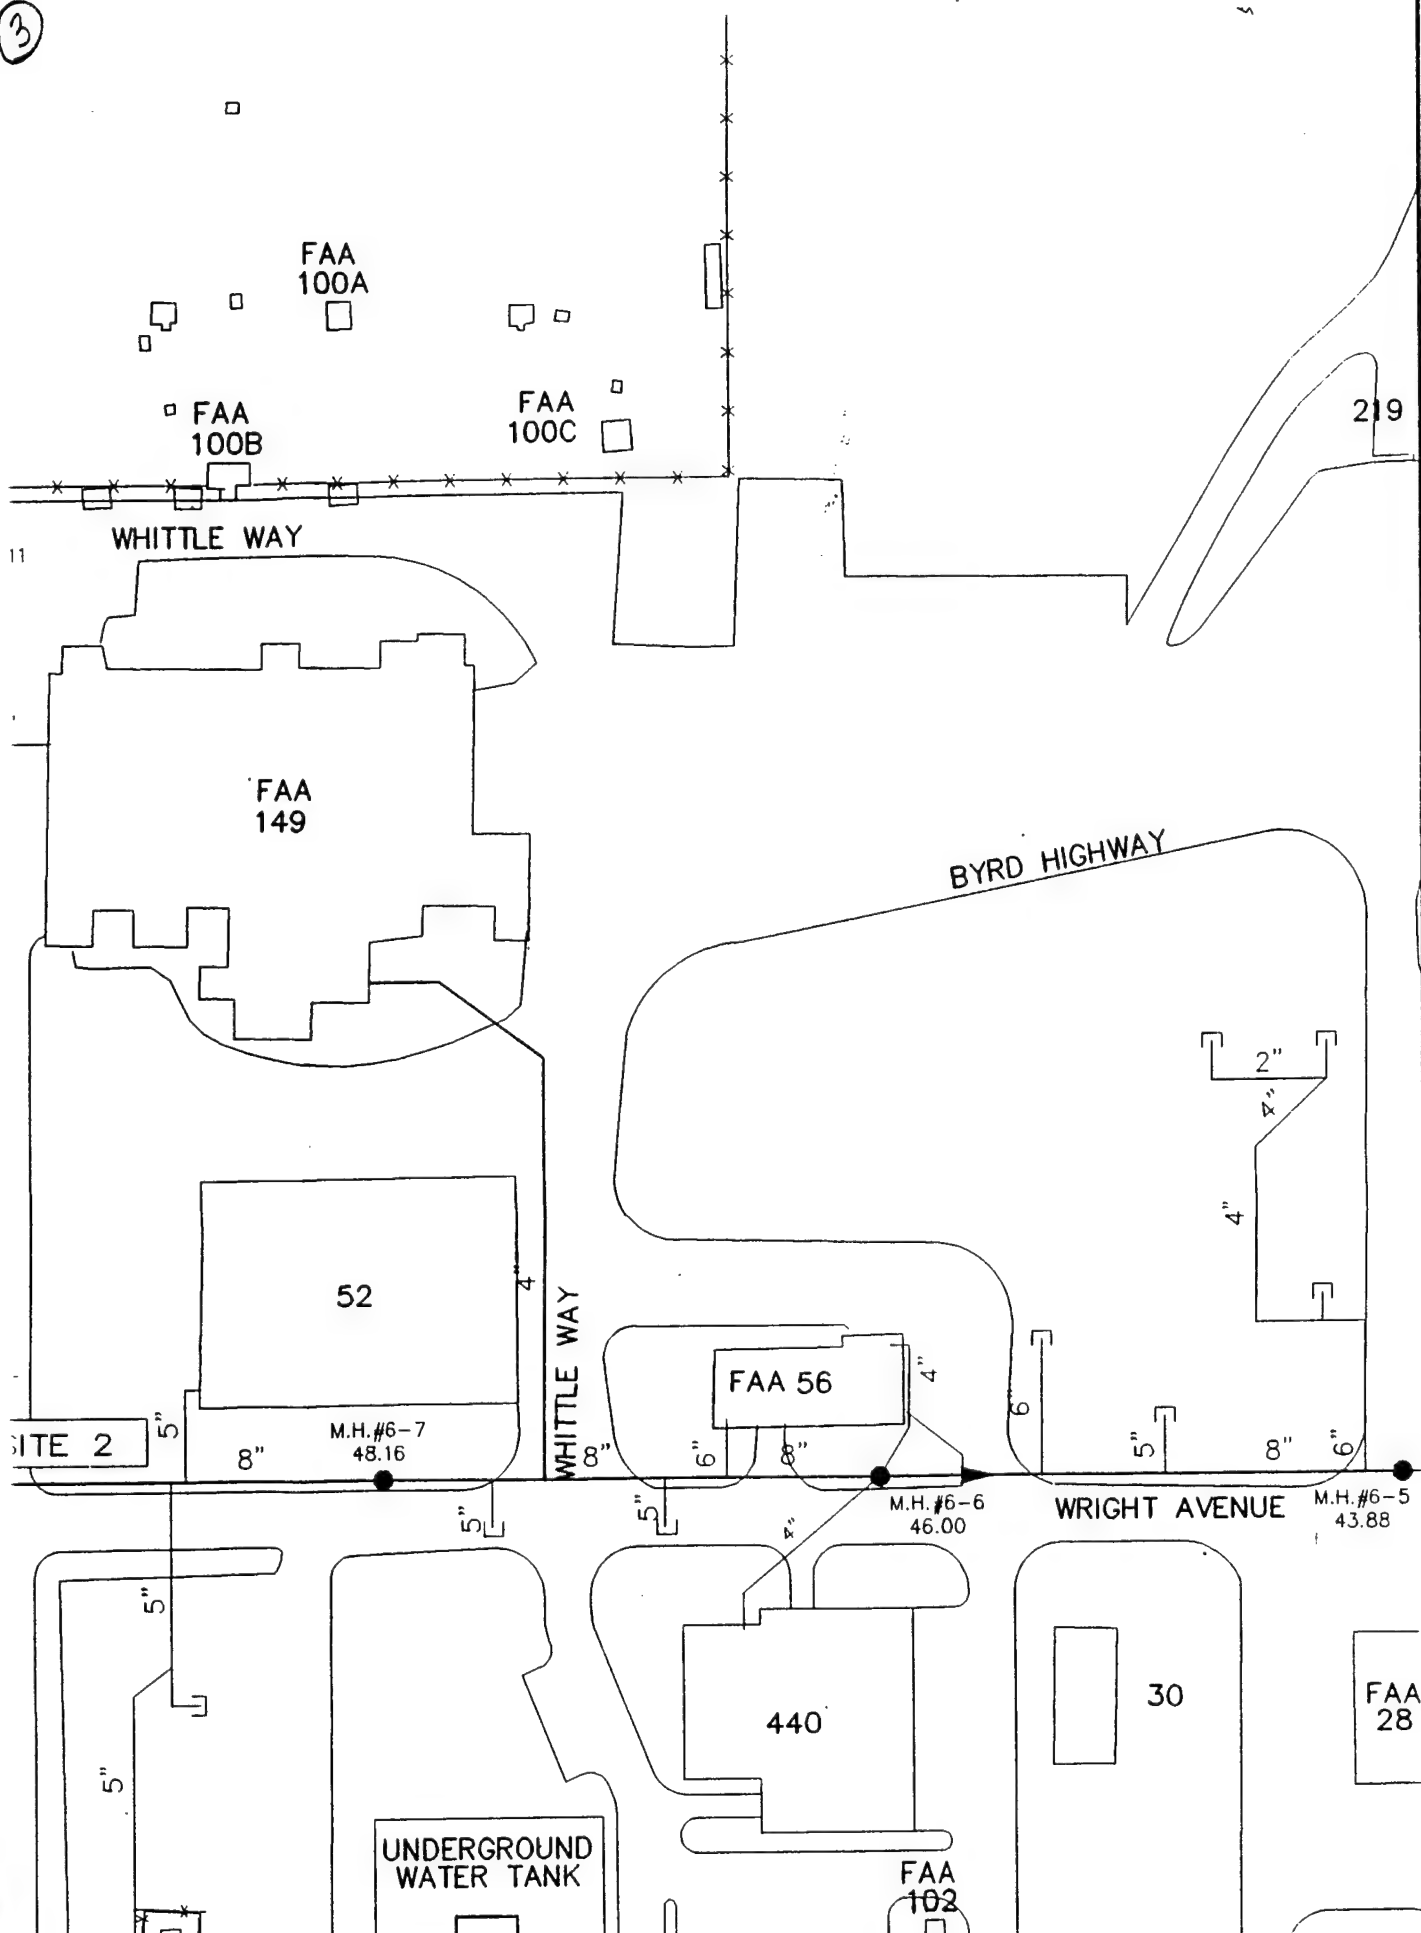 3
FAA
100A
FAA
100B
FAA
100C
219
WHITTLE WAY
11
FAA
149
BYRD HIGHWAY
2"
4"
4"
52
4"
WHITTLE WAY
FAA 56
4"
6"
5"
8"
6"
SITE 2
5"
8"
M.H.#6-7
48.16
8"
6"
8"
M.H.#6-6
46.00
WRIGHT AVENUE
M.H.#6-5
43.88
5"
5"
4"
5"
5"
440
30
FAA
28
UNDERGROUND
WATER TANK
FAA
102